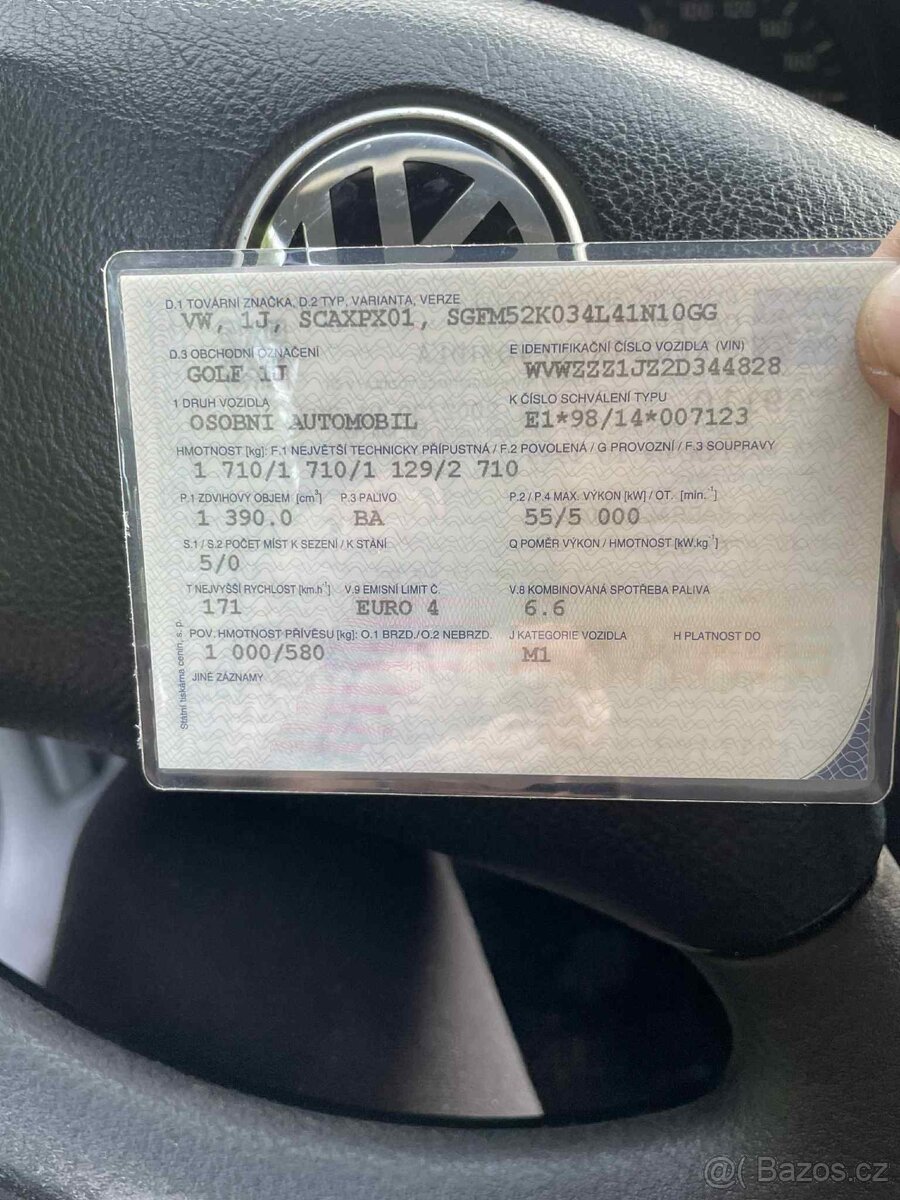 D.1 TOVÁRNÍ ZNAČKA, D.2 TYP, VARIANTA, VERZE
VW, 1J, SCAXPX01, SGFM52K034L41N10GG
D.3 OBCHODNÍ OZNAČENÍ E IDENTIFIKAČNÍ ČÍSLO VOZIDLA (VIN)
GOLF 1J WVWZZZ1JZ2D344828
1 DRUH VOZIDLA K ČÍSLO SCHVÁLENÍ TYPU
OSOBNÍ AUTOMOBIL E1*98/14*007123
HMOTNOST [kg]: F.1 NEJVĚTŠÍ TECHNICKY PŘÍPUSTNÁ / F.2 POVOLENÁ / G PROVOZNÍ / F.3 SOUPRAVY
1 710/1 710/1 129/2 710
P.1 ZDVIHOVÝ OBJEM [cm³] P.3 PALIVO P.2 / P.4 MAX. VÝKON [kW] / OT. [min.⁻¹]
1 390.0 BA 55/5 000
S.1 / S.2 POČET MÍST K SEZENÍ / K STÁNÍ Q POMĚR VÝKON / HMOTNOST [kW.kg⁻¹]
5/0
T NEJVYŠŠÍ RYCHLOST [km.h⁻¹] V.9 EMISNÍ LIMIT Č. V.8 KOMBINOVANÁ SPOTŘEBA PALIVA
171 EURO 4 6.6
POV. HMOTNOST PŘÍVĚSU [kg]: O.1 BRZD./O.2 NEBRZD. J KATEGORIE VOZIDLA H PLATNOST DO
1 000/580 M1
JINÉ ZÁZNAMY
Státní tiskárna cenin, s. p.
@( Bazos.cz